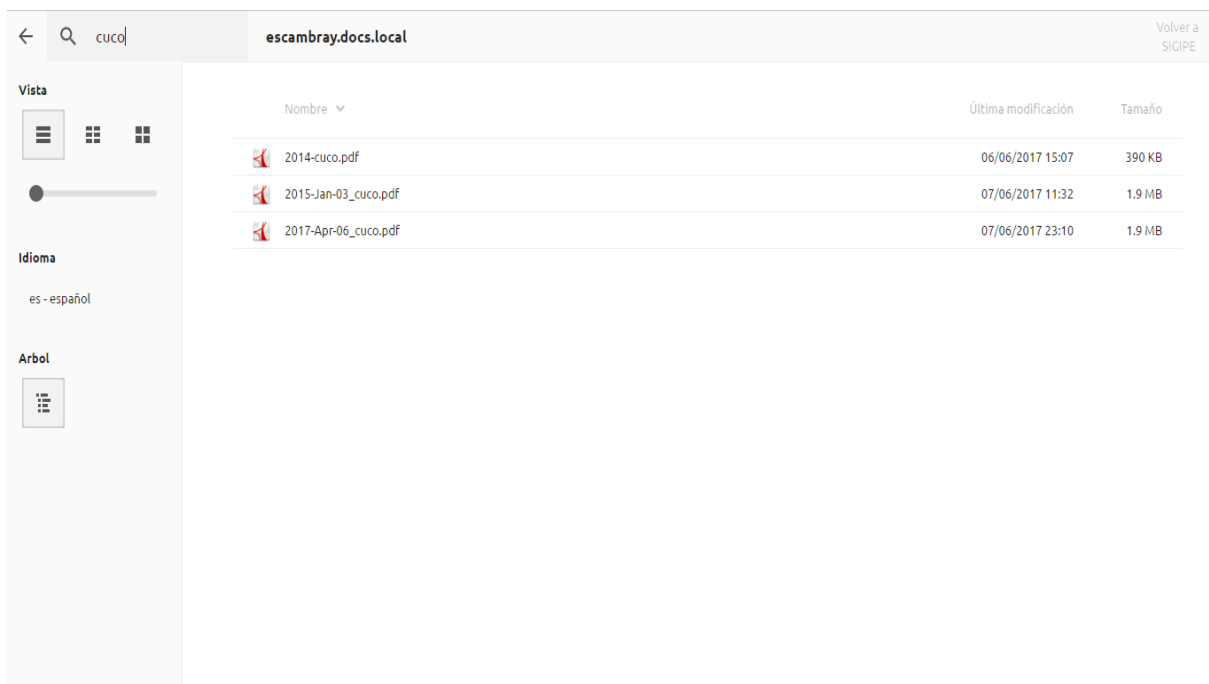 cuco
escambray.docs.local
Volver a
SIGIPE
Vista
Nombre
Última modificación
Tamaño
2014-cuco.pdf
06/06/2017 15:07
390 KB
2015-Jan-03_cuco.pdf
07/06/2017 11:32
1.9 MB
2017-Apr-06_cuco.pdf
07/06/2017 23:10
1.9 MB
Idioma
es - español
Arbol